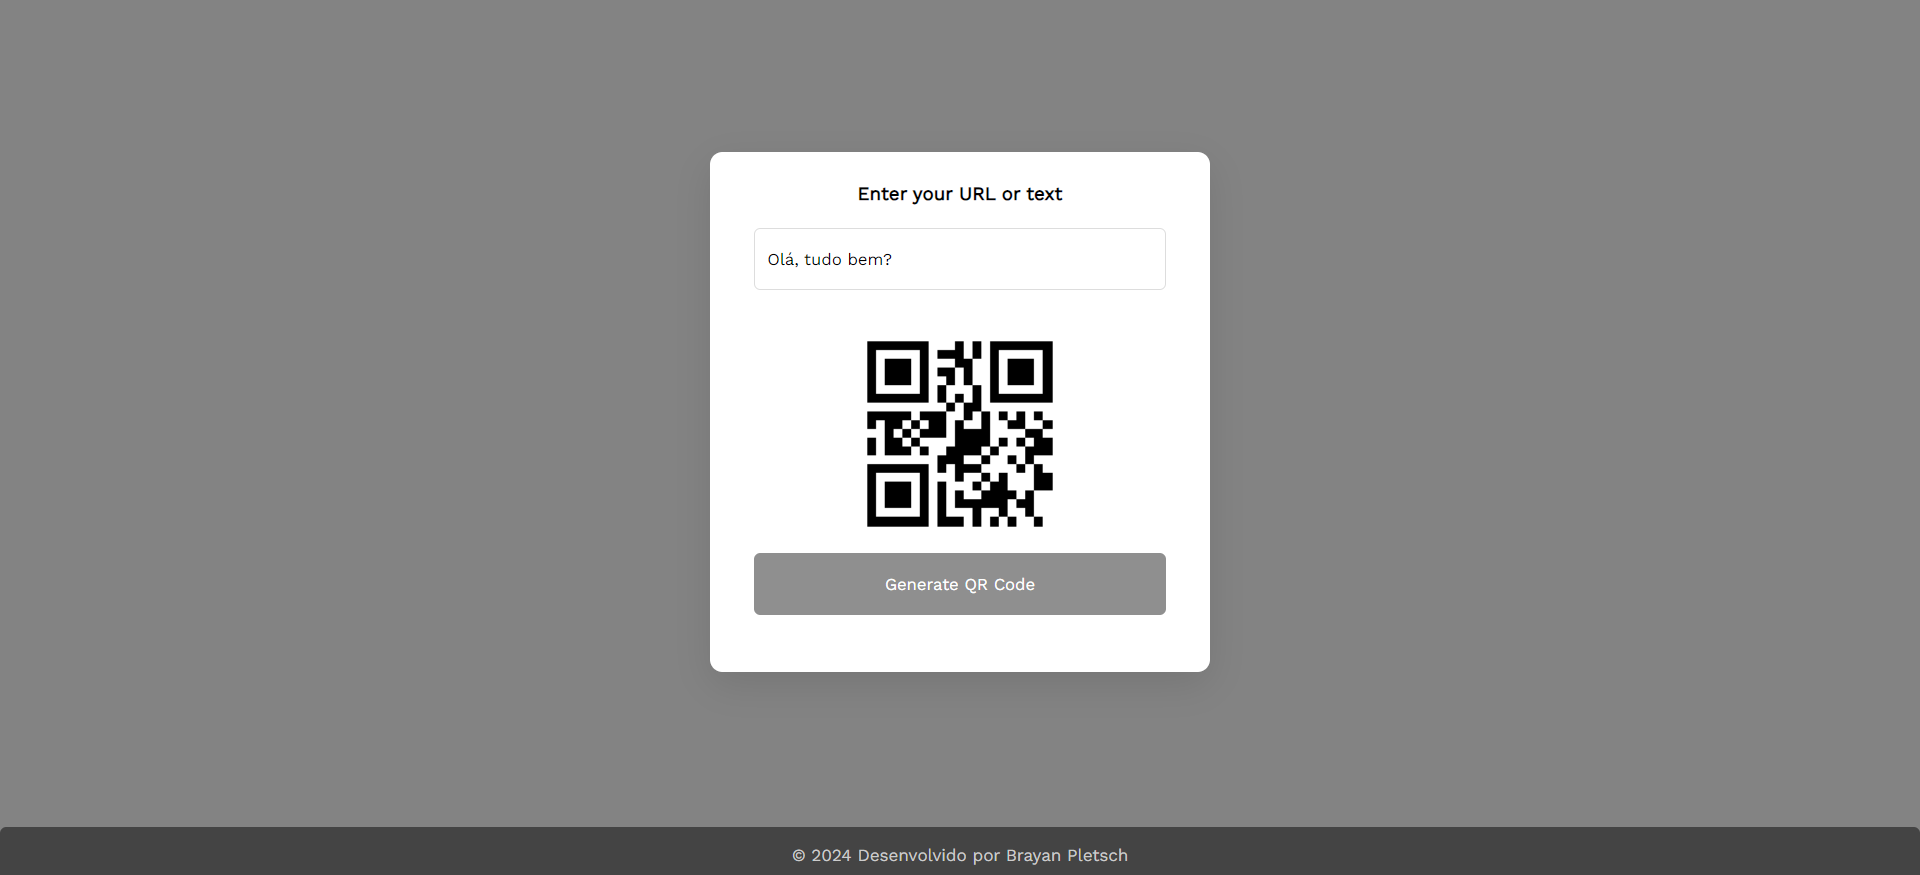 Enter your URL or text
Olá, tudo bem?
Generate QR Code
© 2024 Desenvolvido por Brayan Pletsch